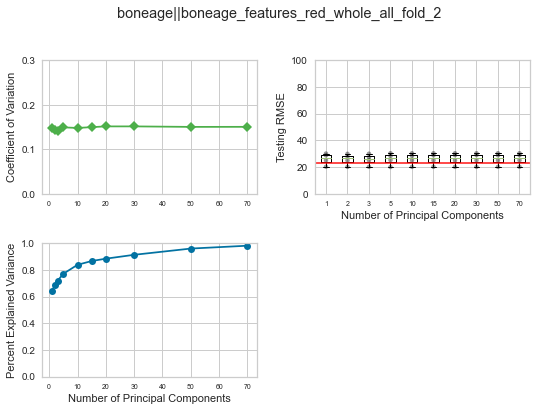 boneage||boneage_features_red_whole_all_fold_2
Coefficient of Variation
0.3
0.2
0.1
0.0
0 10 20 30 40 50 60 70
Testing RMSE
100
80
60
40
20
0
1 2 3 5 10 15 20 30 50 70
Number of Principal Components
Percent Explained Variance
1.0
0.8
0.6
0.4
0.2
0.0
0 10 20 30 40 50 60 70
Number of Principal Components